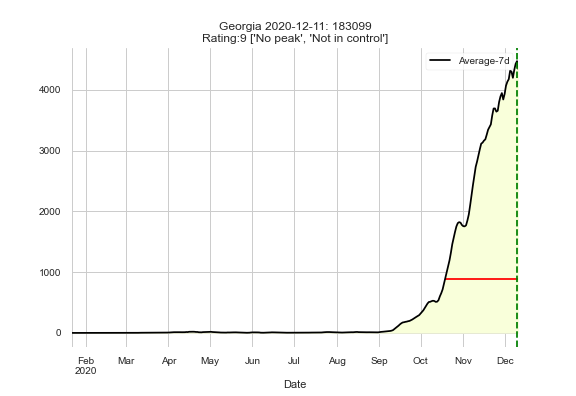 Georgia 2020-12-11: 183099
Rating:9 ['No peak', 'Not in control']
Average-7d
4000
3000
2000
1000
0
Feb Mar Apr May Jun Jul Aug Sep Oct Nov Dec
2020
Date